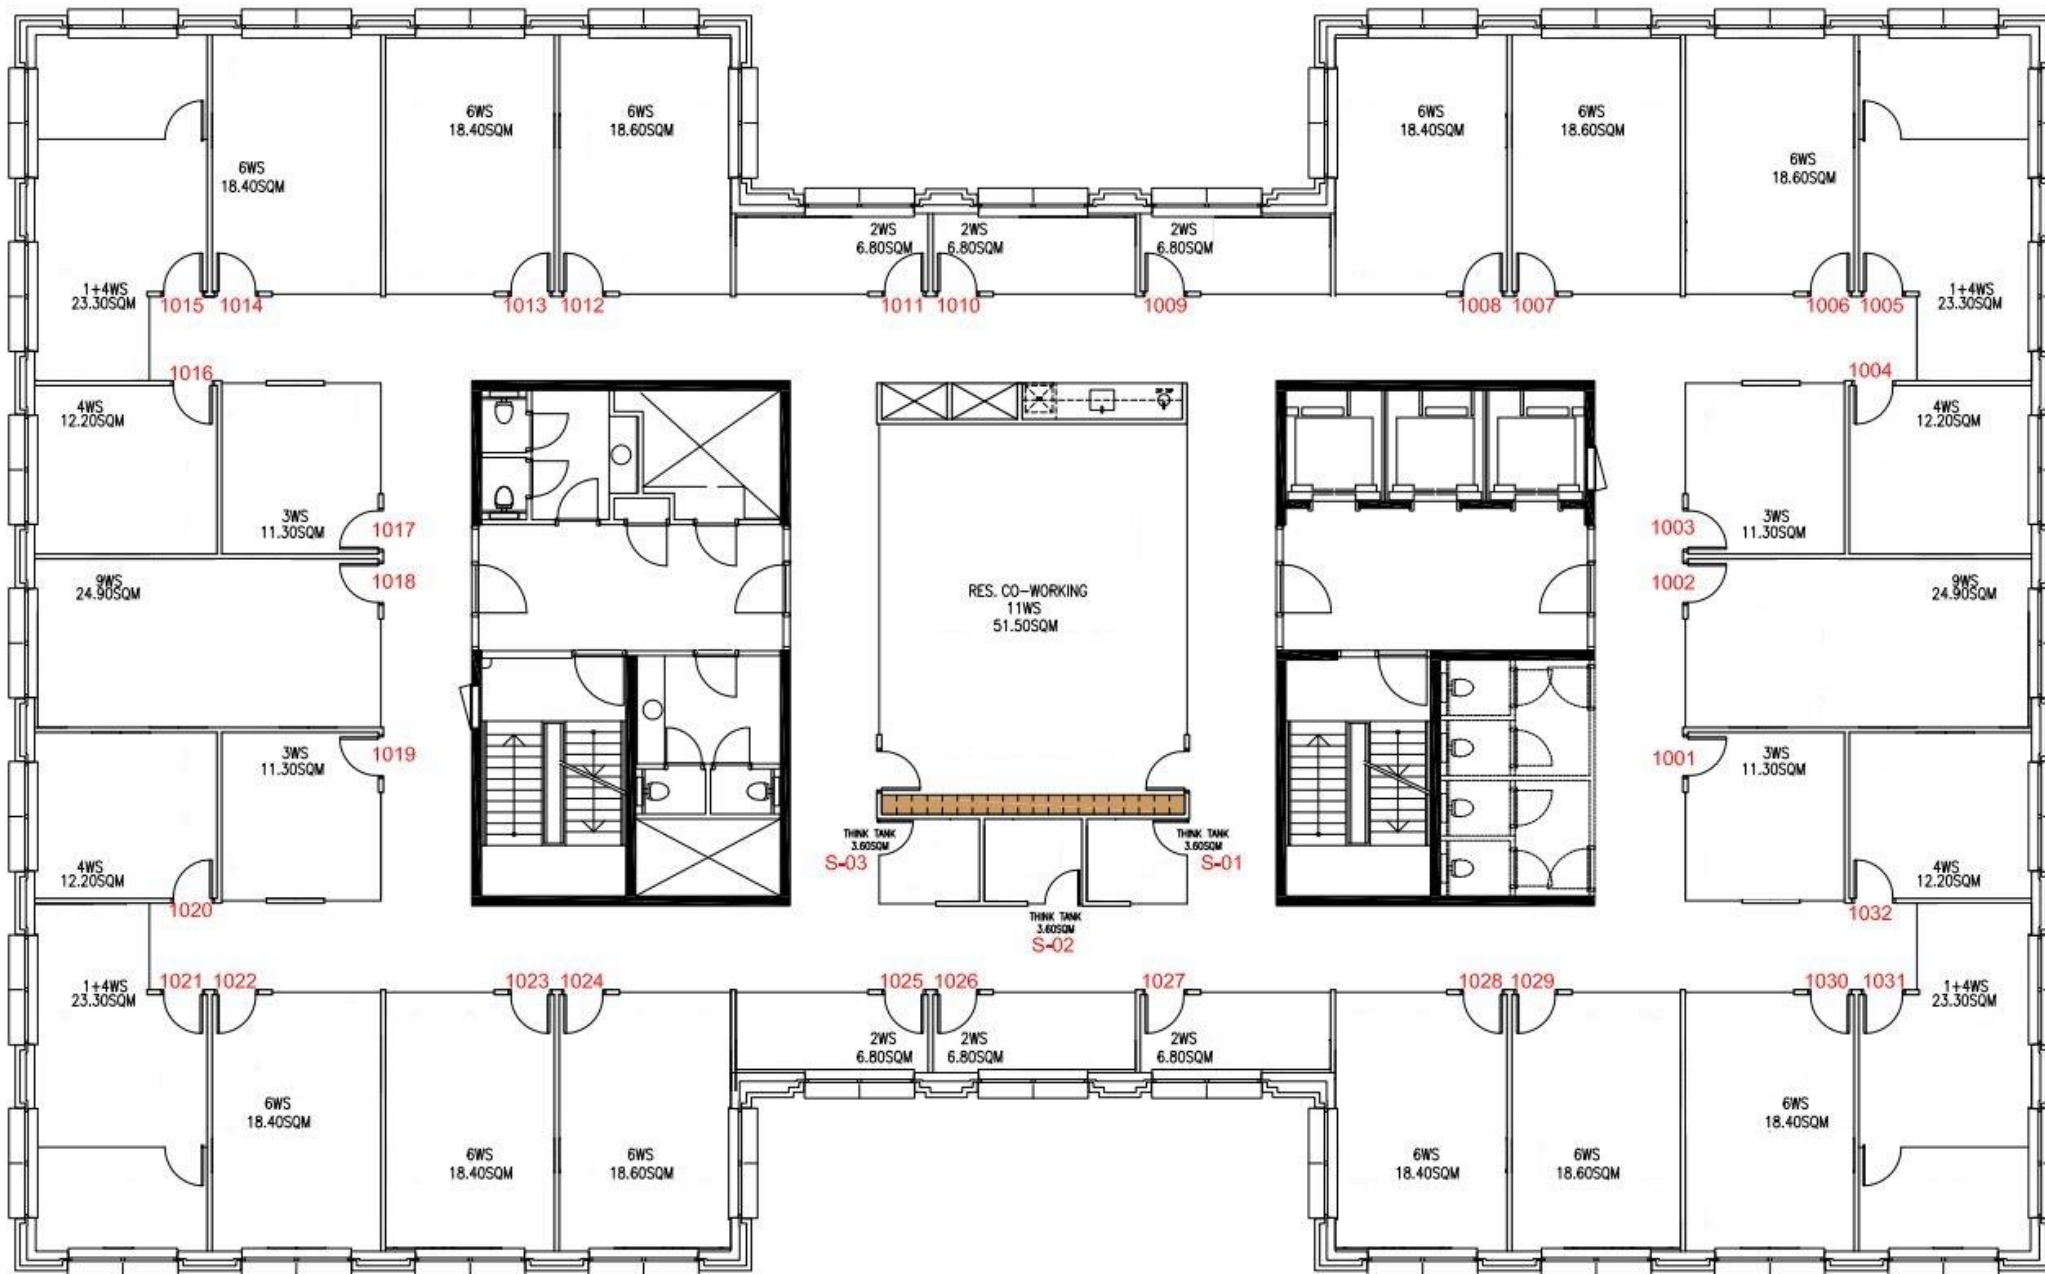 6WS
18.40SQM
6WS
18.60SQM
6WS
18.40SQM
6WS
18.60SQM
6WS
18.40SQM
6WS
18.60SQM
2WS
6.80SQM
2WS
6.80SQM
2WS
6.80SQM
1+4WS
23.30SQM
1+4WS
23.30SQM
1015
1014
1013
1012
1011
1010
1009
1008
1007
1006
1005
1016
1004
4WS
12.20SQM
4WS
12.20SQM
3WS
11.30SQM
1017
1003
3WS
11.30SQM
9WS
24.90SQM
1018
RES. CO-WORKING
11WS
51.50SQM
1002
9WS
24.90SQM
3WS
11.30SQM
1019
1001
3WS
11.30SQM
THINK TANK
3.60SQM
S-03
THINK TANK
3.60SQM
S-01
4WS
12.20SQM
4WS
12.20SQM
1020
THINK TANK
3.60SQM
S-02
1032
1+4WS
23.30SQM
1021
1022
1023
1024
1025
1026
1027
1028
1029
1030
1031
1+4WS
23.30SQM
2WS
6.80SQM
2WS
6.80SQM
2WS
6.80SQM
6WS
18.40SQM
6WS
18.40SQM
6WS
18.40SQM
6WS
18.60SQM
6WS
18.40SQM
6WS
18.60SQM